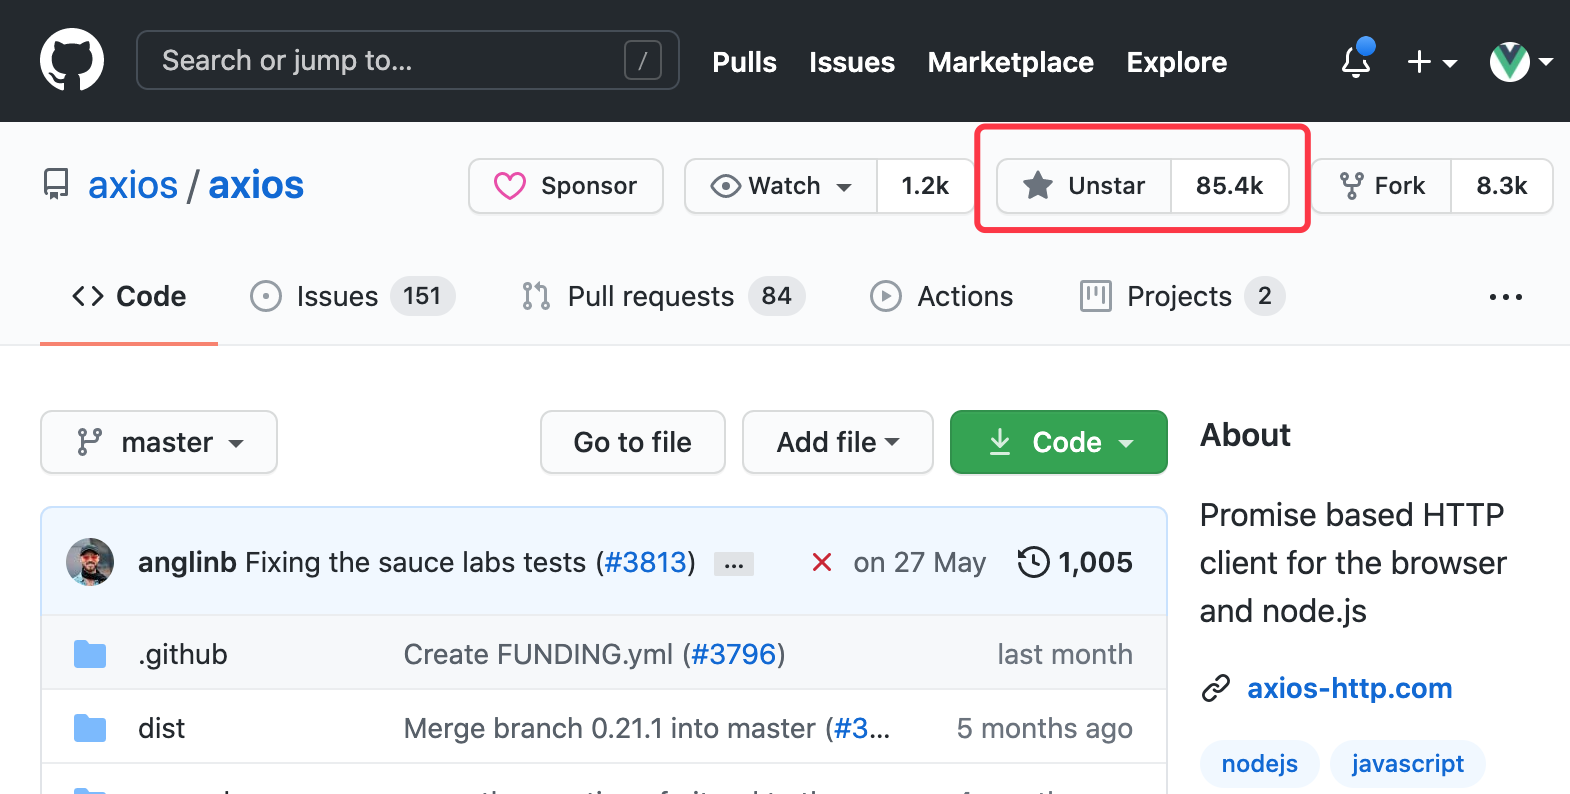 Search or jump to... / Pulls Issues Marketplace Explore
axios / axios Sponsor Watch 1.2k Unstar 85.4k Fork 8.3k
Code Issues 151 Pull requests 84 Actions Projects 2 ...
master Go to file Add file Code
About
Promise based HTTP
client for the browser
and node.js
axios-http.com
nodejs javascript
anglinb Fixing the sauce labs tests (#3813) ... on 27 May 1,005
.github Create FUNDING.yml (#3796) last month
dist Merge branch 0.21.1 into master (#3... 5 months ago